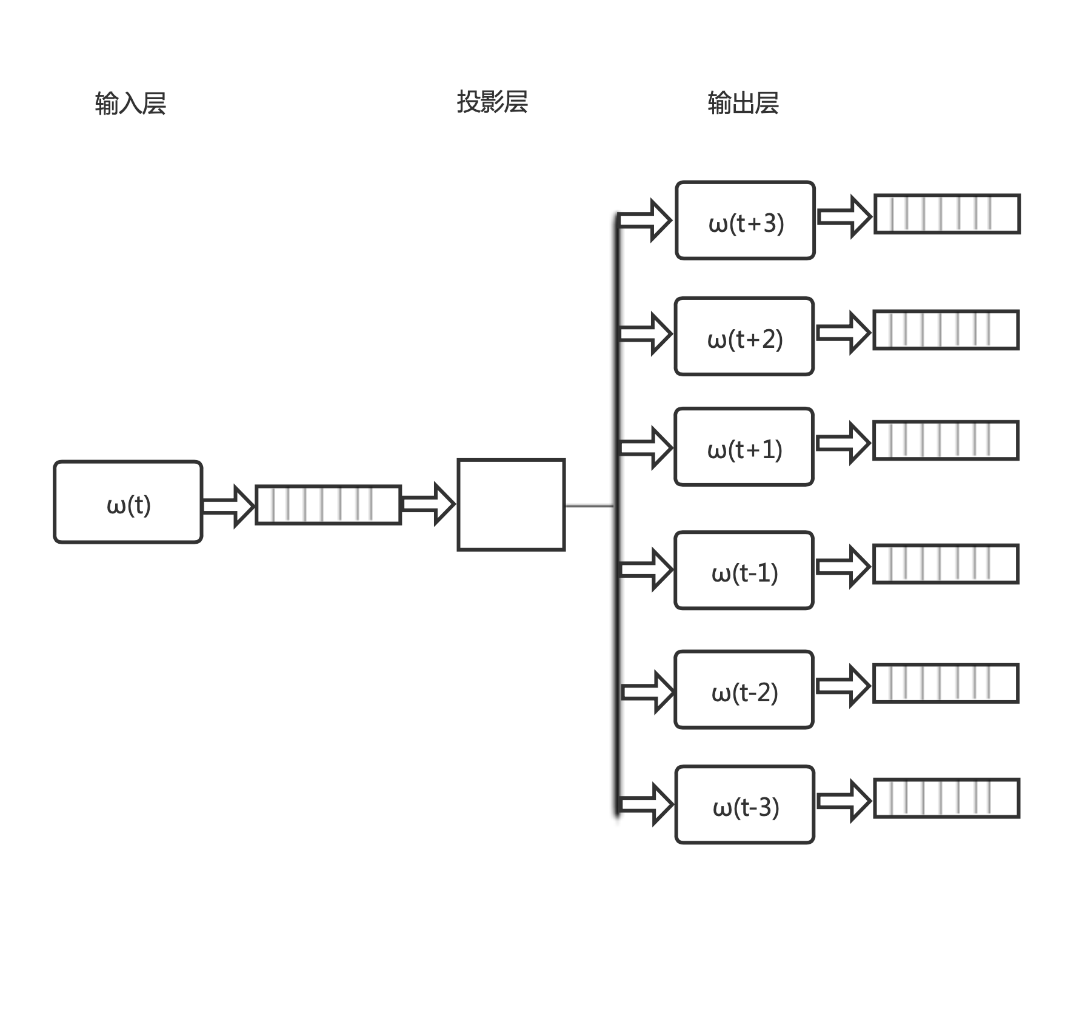 输入层
投影层
输出层
ω(t+3)
ω(t+2)
ω(t+1)
ω(t)
ω(t-1)
ω(t-2)
ω(t-3)